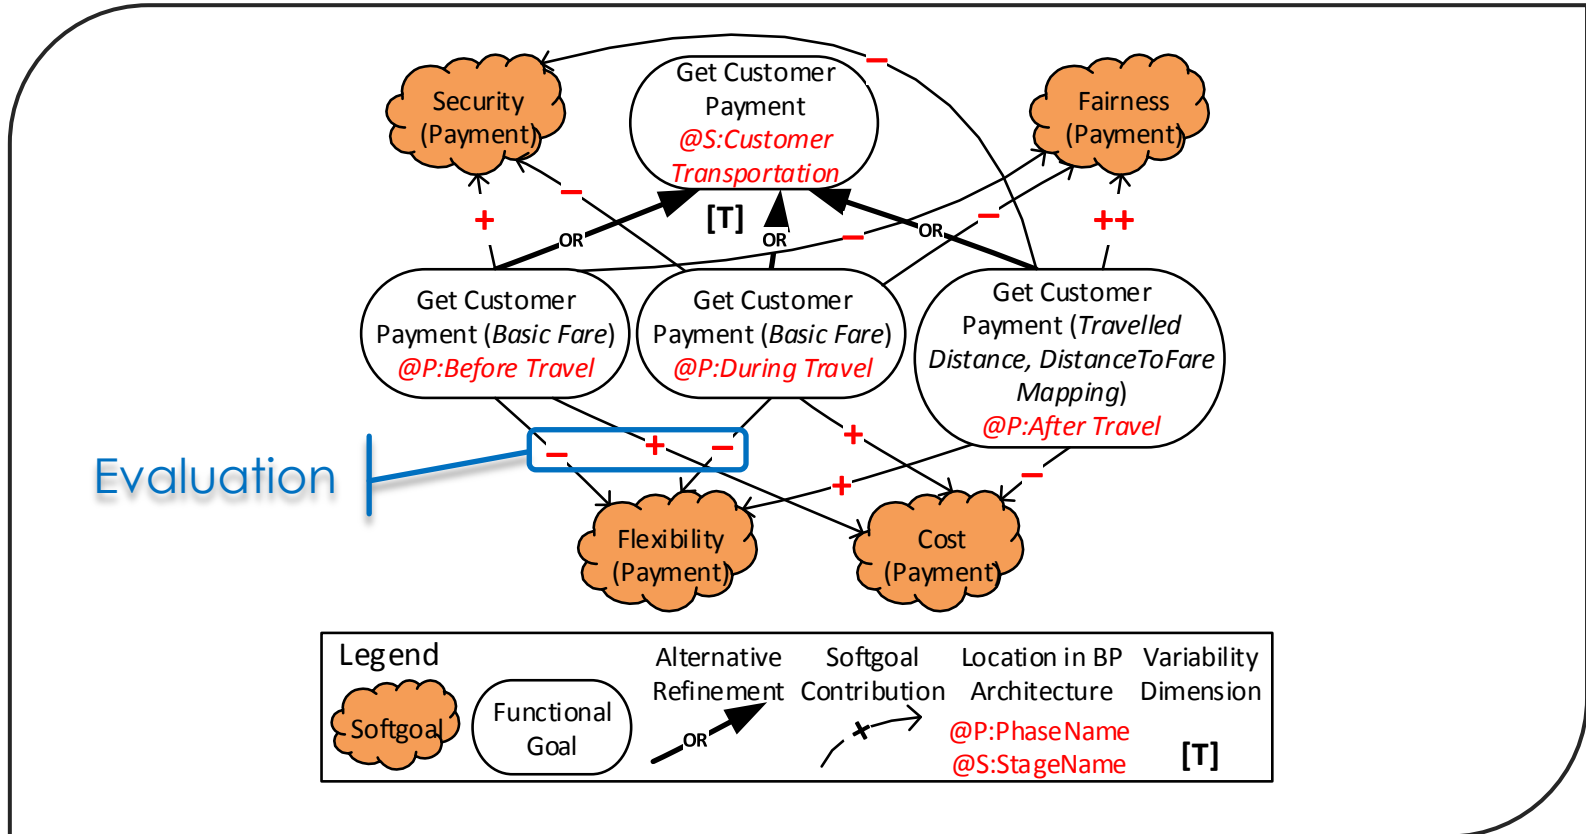 Security
(Payment)
Get Customer
Payment
@S:Customer
Transportation
Fairness
(Payment)
−
−
+
[T]
−
−
++
OR
OR
OR
Get Customer
Payment (Basic Fare)
@P:Before Travel
Get Customer
Payment (Basic Fare)
@P:During Travel
Get Customer
Payment (Travelled
Distance, DistanceToFare
Mapping)
@P:After Travel
Evaluation
−
+
−
+
+
−
Flexibility
(Payment)
Cost
(Payment)
Legend
Softgoal
Functional
Goal
Alternative
Refinement
OR
Softgoal
Contribution
+
Location in BP
Architecture
@P:PhaseName
@S:StageName
Variability
Dimension
[T]